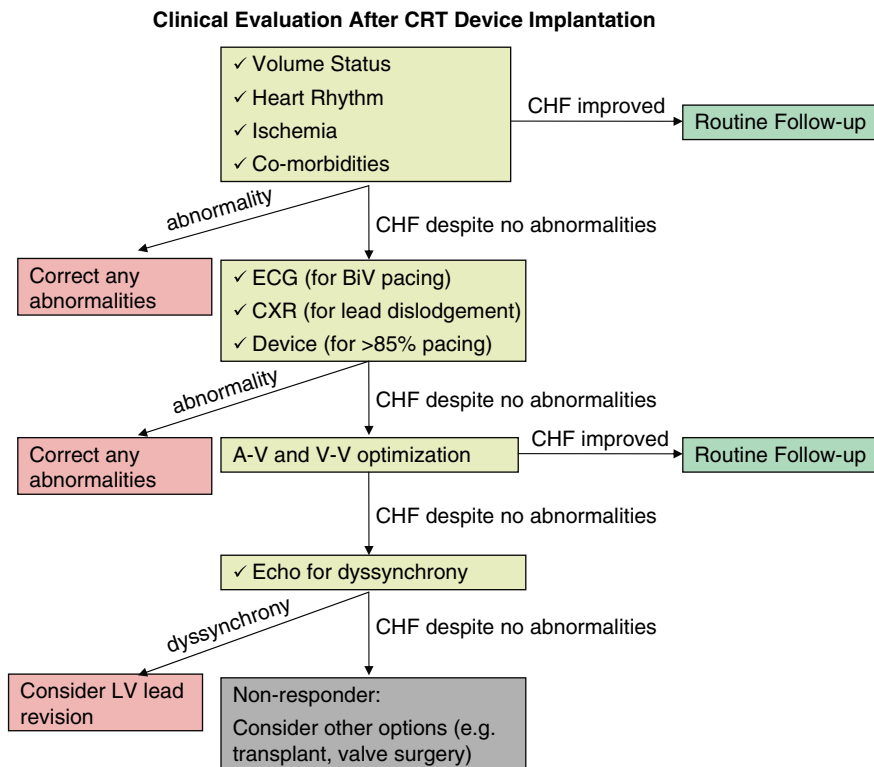 Clinical Evaluation After CRT Device Implantation
✓ Volume Status
✓ Heart Rhythm
✓ Ischemia
✓ Co-morbidities
CHF improved
Routine Follow-up
abnormality
CHF despite no abnormalities
Correct any
abnormalities
✓ ECG (for BiV pacing)
✓ CXR (for lead dislodgement)
✓ Device (for >85% pacing)
abnormality
CHF despite no abnormalities
Correct any
abnormalities
A-V and V-V optimization
CHF improved
Routine Follow-up
CHF despite no abnormalities
✓ Echo for dyssynchrony
dyssynchrony
CHF despite no abnormalities
Consider LV lead
revision
Non-responder:
Consider other options (e.g.
transplant, valve surgery)